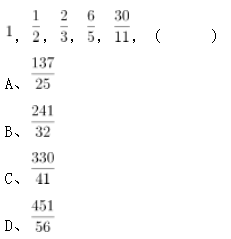 1, 1/2, 2/3, 6/5, 30/11, (      )
A、137/25
B、241/32
C、330/41
D、451/56